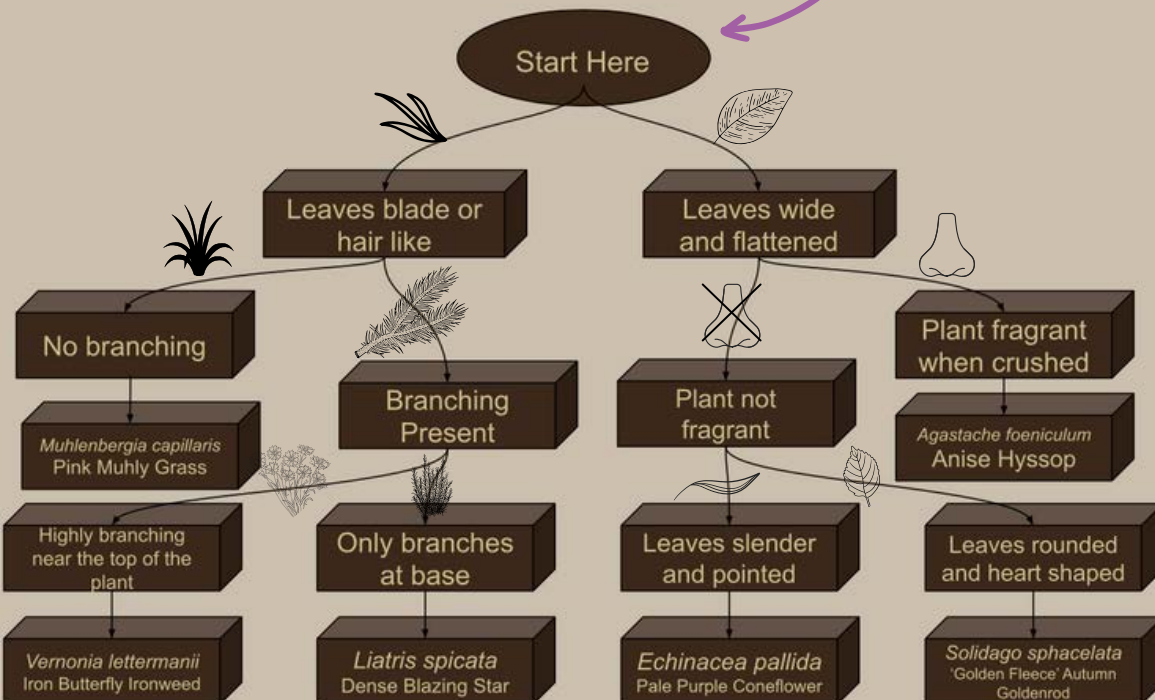 Start Here
Leaves blade or
hair like
Leaves wide
and flattened
No branching
Branching
Present
Plant not
fragrant
Plant fragrant
when crushed
Muhlenbergia capillaris
Pink Muhly Grass
Agastache foeniculum
Anise Hyssop
Highly branching
near the top of the
plant
Only branches
at base
Leaves slender
and pointed
Leaves rounded
and heart shaped
Vernonia lettermanii
Iron Butterfly Ironweed
Liatris spicata
Dense Blazing Star
Echinacea pallida
Pale Purple Coneflower
Solidago sphacelata
'Golden Fleece' Autumn
Goldenrod